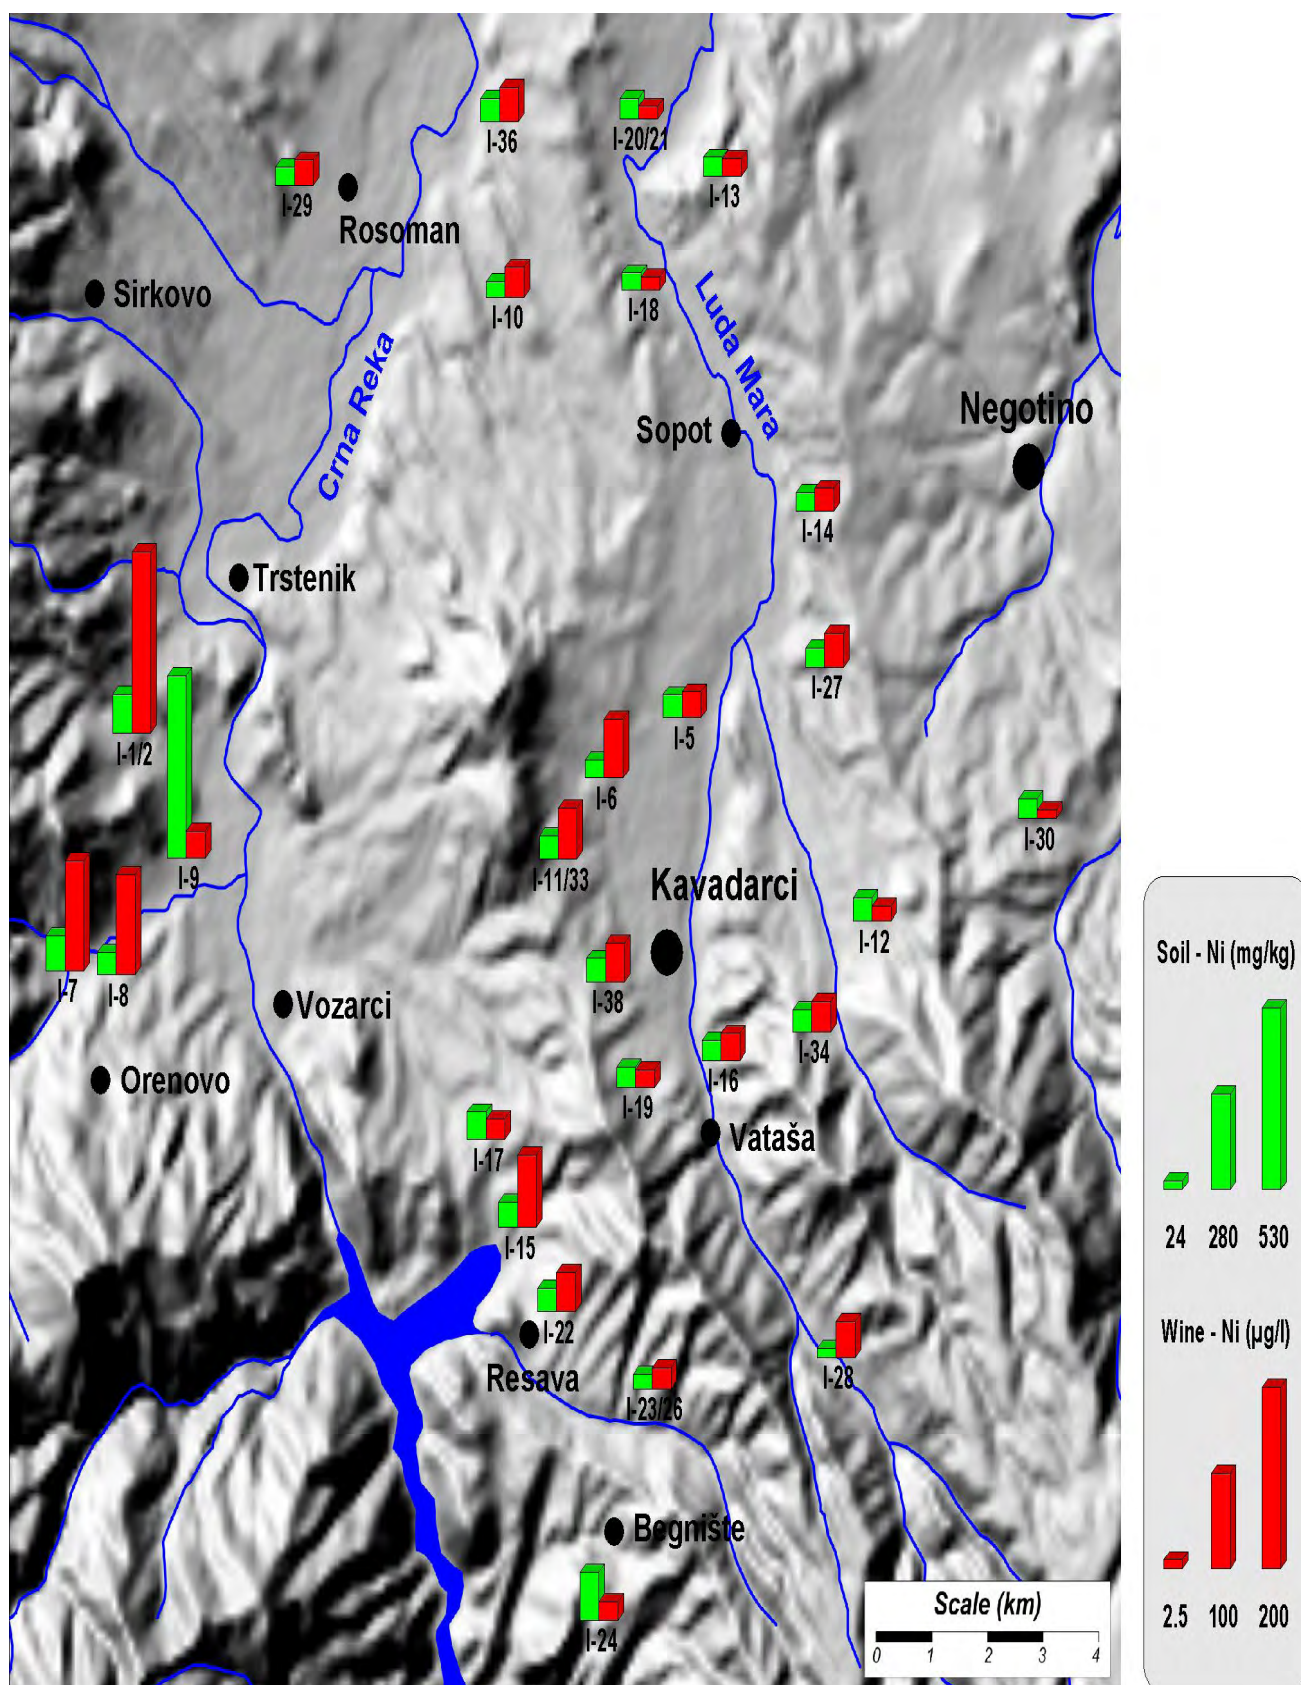 I-36
I-20/21
I-13
I-29
Rosoman
Sirkovo
I-10
I-18
Luda Mara
Crna Reka
Negotino
Sopot
I-14
Trstenik
I-27
I-5
I-1/2
I-6
I-30
I-9
I-11/33
Kavadarci
I-12
I-7
I-8
I-38
Vozarci
I-34
I-16
Orenovo
I-19
Vataša
I-17
I-15
I-22
Resava
I-28
I-23/26
Begnište
I-24
Scale (km)
0 1 2 3 4
Soil - Ni (mg/kg)
24 280 530
Wine - Ni (µg/l)
2.5 100 200